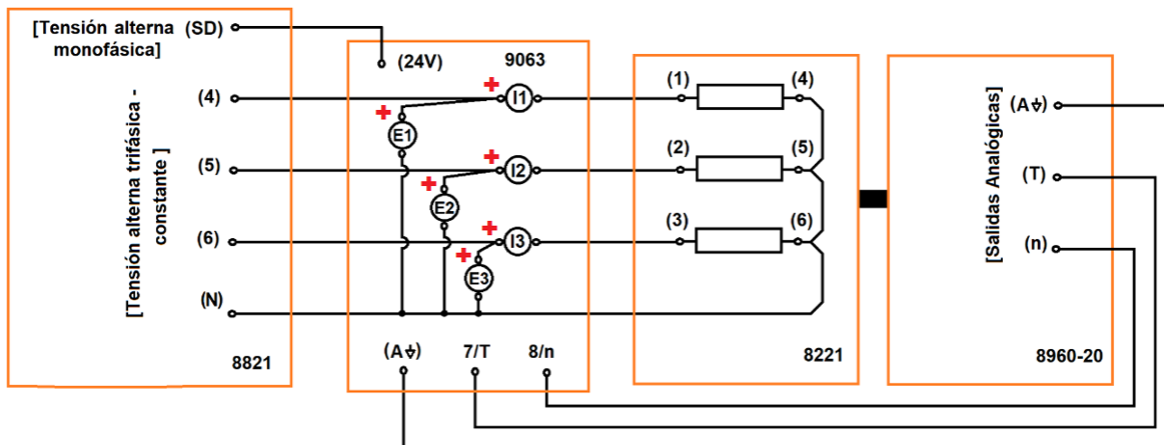 [Tensión alterna
monofásica]
(SD)
(4)
(5)
(6)
(N)
[Tensión alterna trifásica -
constante ]
8821
(24V)
9063
+
I1
+
E1
+
I2
+
E2
+
I3
+
E3
(A⏚)
7/T
8/n
(1)
(4)
(2)
(5)
(3)
(6)
8221
[Salidas Analógicas]
(A⏚)
(T)
(n)
8960-20